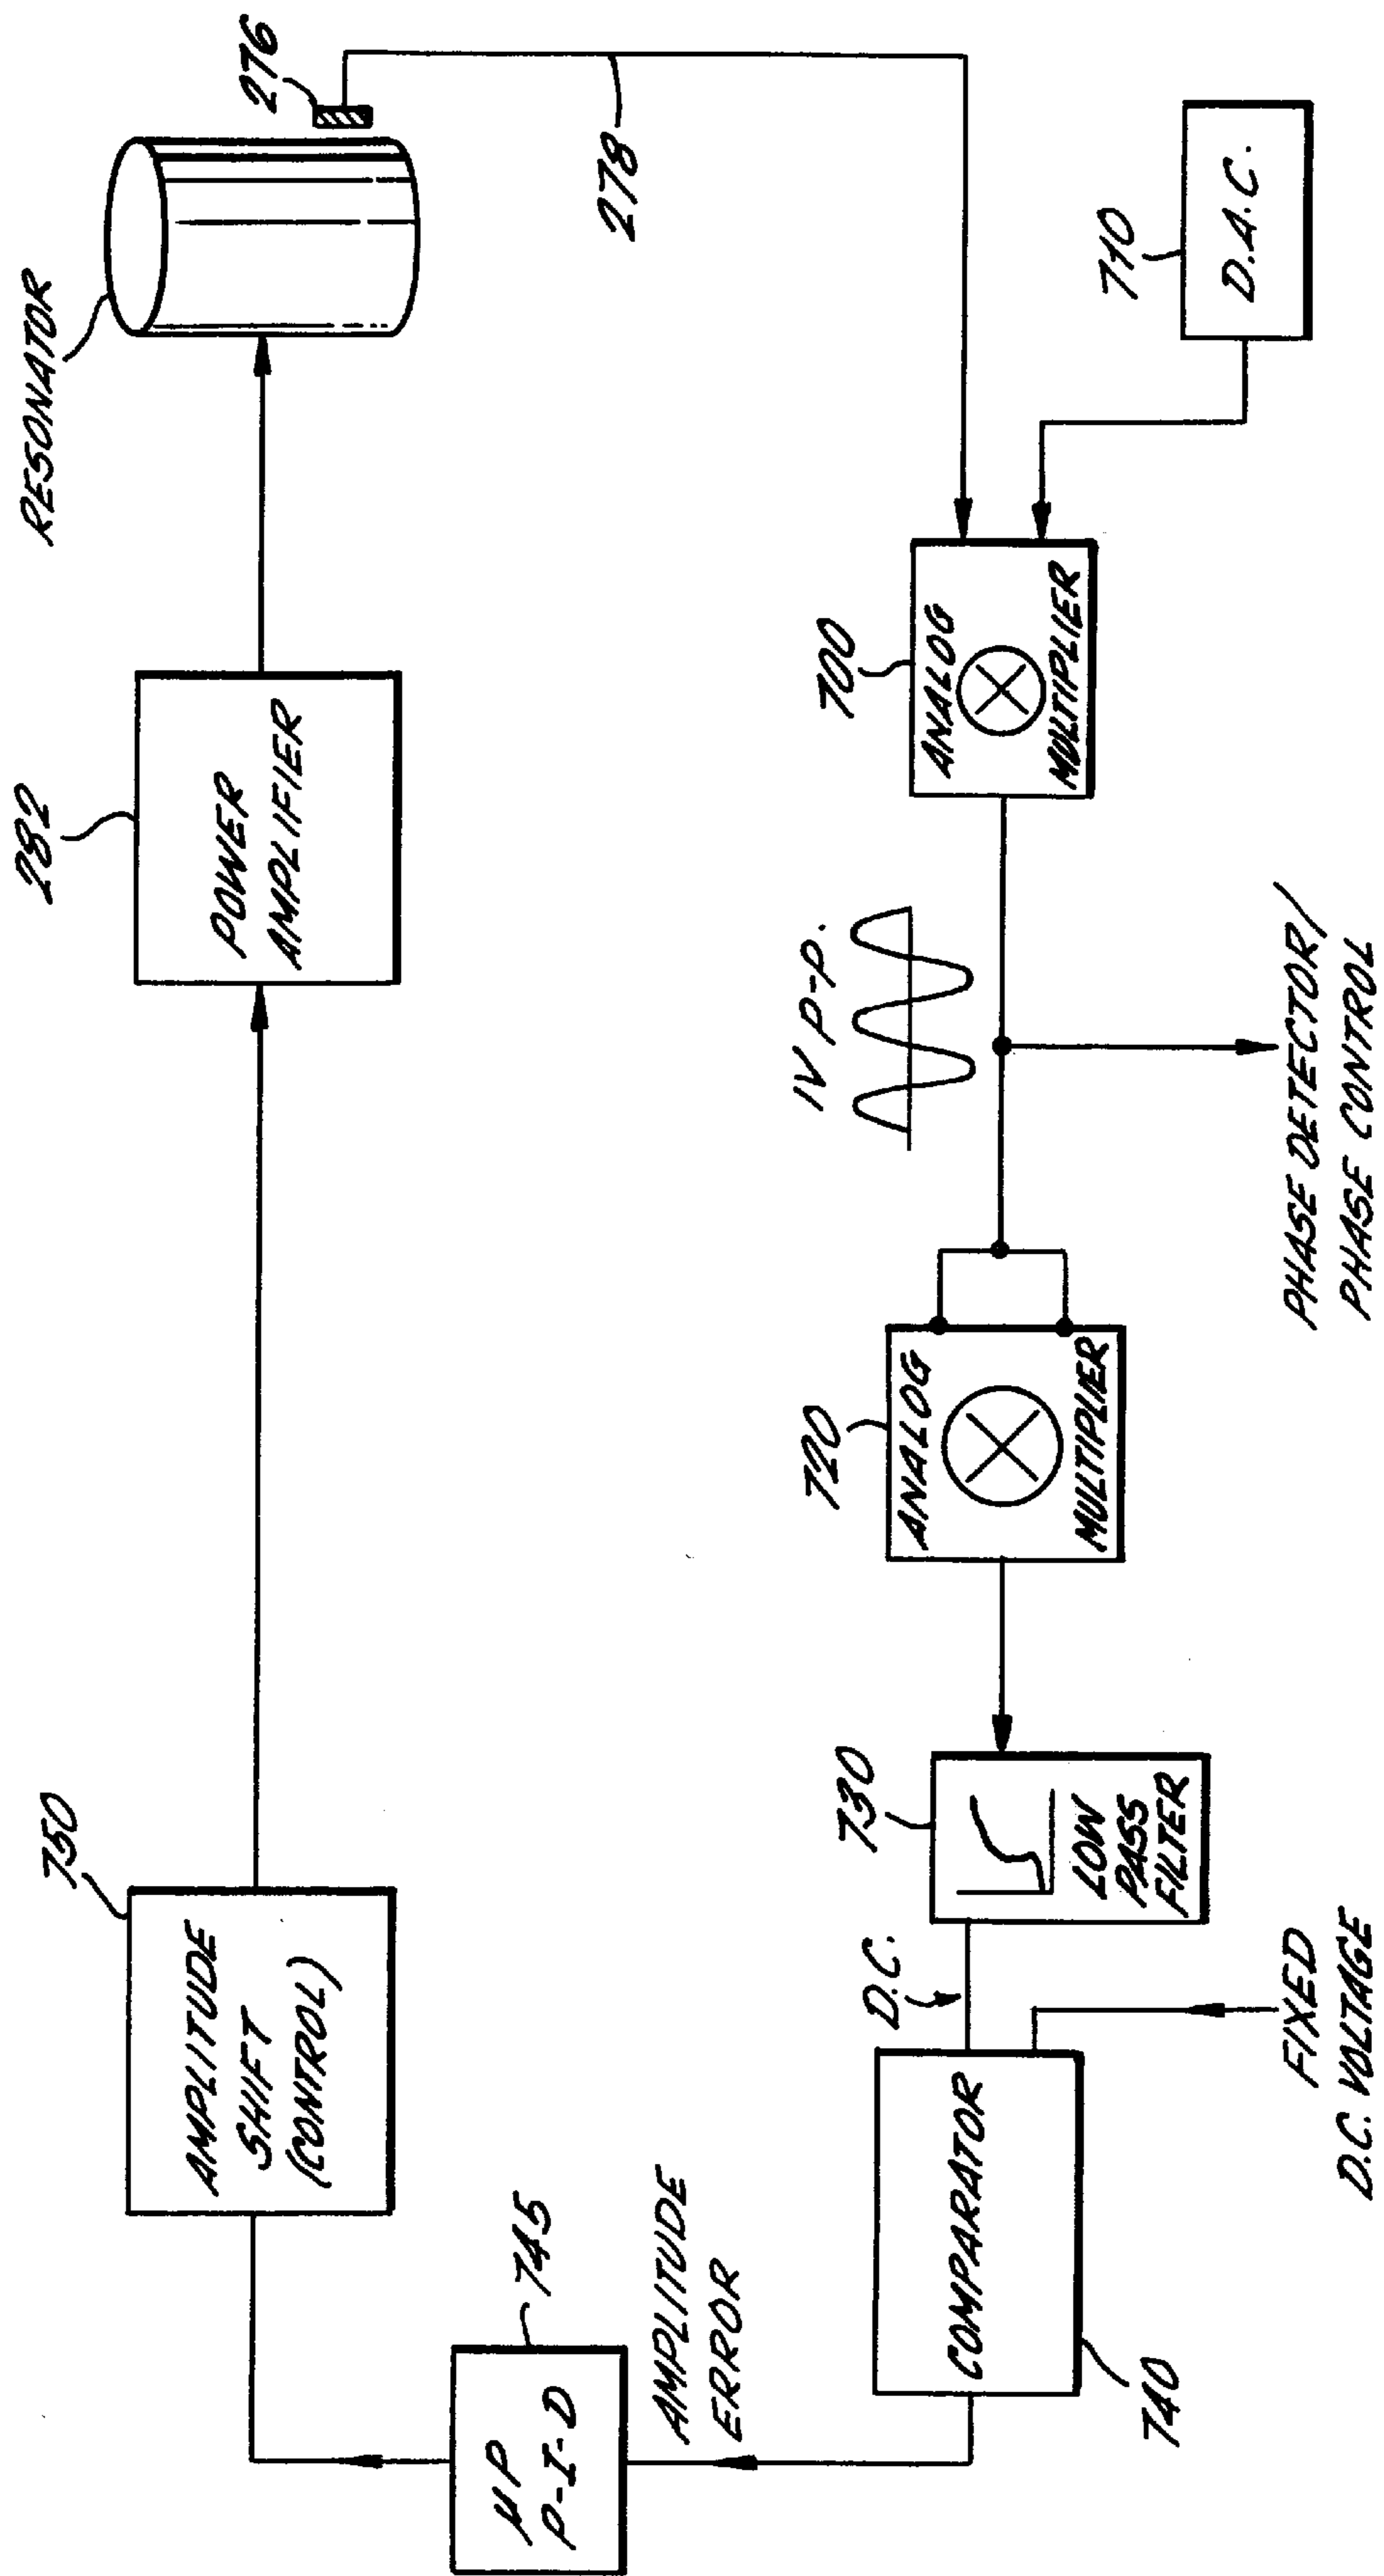 750
AMPLITUDE
SHIFT
(CONTROL)
282
POWER
AMPLIFIER
RESONATOR
276
278
745
μP
P-I-D
AMPLITUDE
ERROR
COMPARATOR
740
D.C.
FIXED
D.C. VOLTAGE
730
LOW
PASS
FILTER
720
ANALOG
MULTIPLIER
1V P-P.
PHASE DETECTOR/
PHASE CONTROL
700
ANALOG
MULTIPLIER
710
D.A.C.